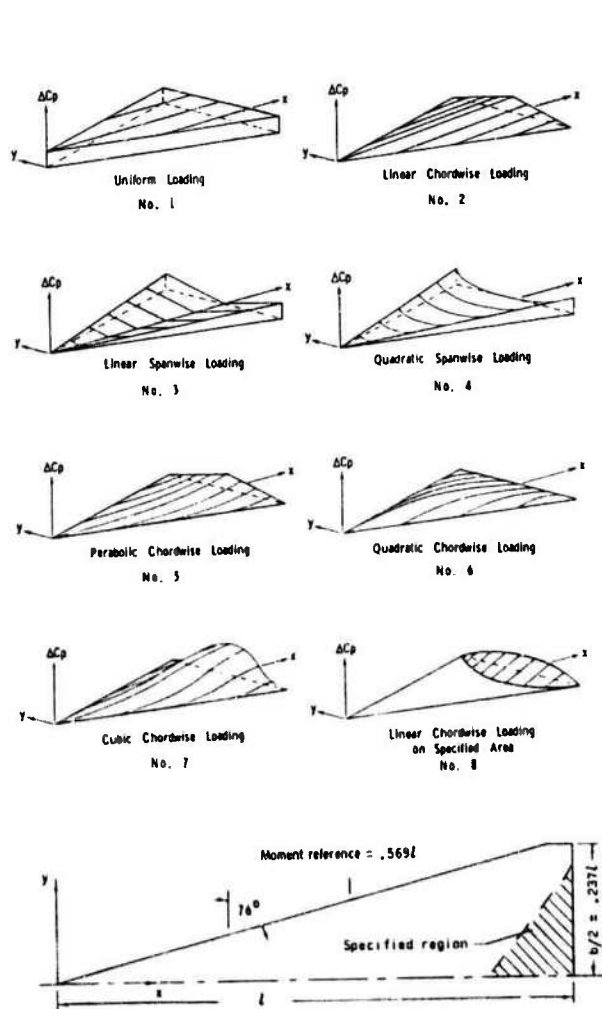 ΔCp
x
y
Uniform Loading
No. 1
ΔCp
x
y
Linear Chordwise Loading
No. 2
ΔCp
x
y
Linear Spanwise Loading
No. 3
ΔCp
x
y
Quadratic Spanwise Loading
No. 4
ΔCp
x
y
Perabolic Chordwise Loading
No. 5
ΔCp
x
y
Quadratic Chordwise Loading
No. 6
ΔCp
x
y
Cubic Chordwise Loading
No. 7
ΔCp
x
y
Linear Chordwise Loading
on Specified Area
No. 8
Moment reference = .569ℓ
y
76°
Specified region
b/2 = .237ℓ
x
ℓ